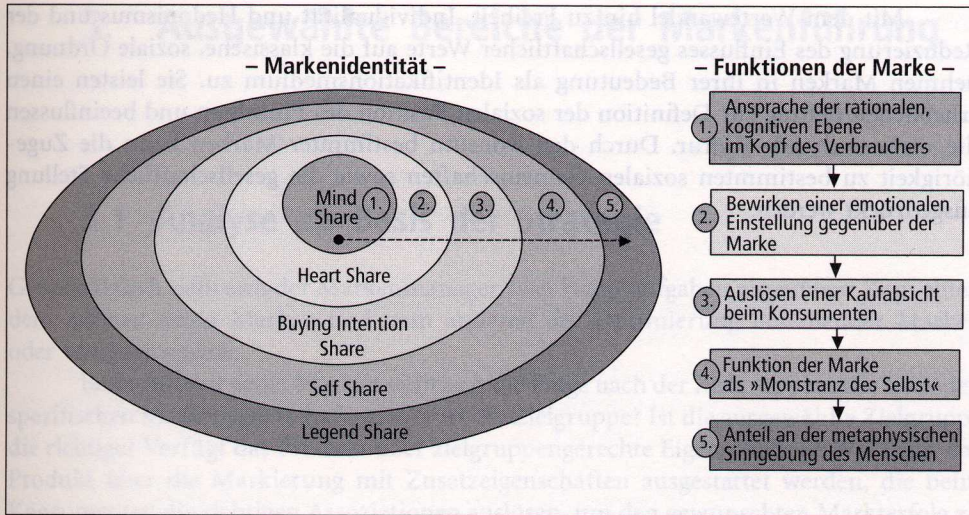 – Markenidentität –
Mind
Share
1.
2.
3.
4.
5.
Heart Share
Buying Intention
Share
Self Share
Legend Share
– Funktionen der Marke –
1.
Ansprache der rationalen,
kognitiven Ebene
im Kopf des Verbrauchers
2.
Bewirken einer emotionalen
Einstellung gegenüber der
Marke
3.
Auslösen einer Kaufabsicht
beim Konsumenten
4.
Funktion der Marke
als »Monstranz des Selbst«
5.
Anteil an der metaphysischen
Sinngebung des Menschen